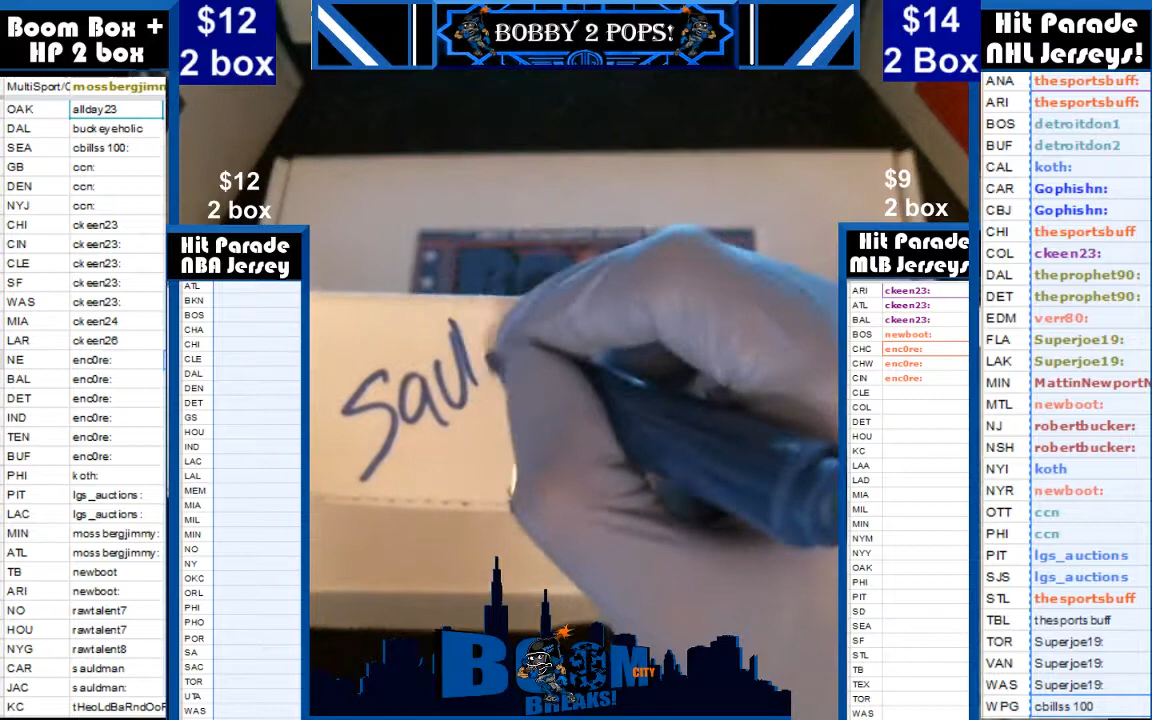 Boom Box +
HP 2 box
MultiSport/C mossbergjimm
OAK allday23
DAL buckeyeholic
SEA cbillss 100:
GB ccn:
DEN ccn:
NYJ ccn:
CHI ckeen23
CIN ckeen23:
CLE ckeen23:
SF ckeen23:
WAS ckeen23:
MIA ckeen24
LAR ckeen26
NE enc0re:
BAL enc0re:
DET enc0re:
IND enc0re:
TEN enc0re:
BUF enc0re:
PHI koth:
PIT lgs_auctions:
LAC lgs_auctions:
MIN mossbergjimmy:
ATL mossbergjimmy:
TB newboot
ARI newboot:
NO rawtalent7
HOU rawtalent7
NYG rawtalent8
CAR sauldman
JAC sauldman:
KC tHeoLdBaRndOoF
$12
2 box
$12
2 box
Hit Parade
NBA Jersey
ATL
BKN
BOS
CHA
CHI
CLE
DAL
DEN
DET
GS
HOU
IND
LAC
LAL
MEM
MIA
MIL
MIN
NO
NY
OKC
ORL
PHI
PHO
POR
SA
SAC
TOR
UTA
WAS
BOBBY 2 POPS!
Saul
BOOM
CITY
BREAKS!
$14
2 Box
$9
2 box
Hit Parade
MLB Jerseys
ARI ckeen23:
ATL ckeen23:
BAL ckeen23:
BOS newboot:
CHC enc0re:
CHW enc0re:
CIN enc0re:
CLE
COL
DET
HOU
KC
LAA
LAD
MIA
MIL
MIN
NYM
NYY
OAK
PHI
PIT
SD
SEA
SF
STL
TB
TEX
TOR
WAS
Hit Parade
NHL Jerseys!
ANA thesportsbuff:
ARI thesportsbuff:
BOS detroitdon1
BUF detroitdon2
CAL koth:
CAR Gophishn:
CBJ Gophishn:
CHI thesportsbuff
COL ckeen23:
DAL theprophet90:
DET theprophet90:
EDM verr80:
FLA Superjoe19:
LAK Superjoe19:
MIN MattinNewportN
MTL newboot:
NJ robertbucker:
NSH robertbucker:
NYI koth
NYR newboot:
OTT ccn
PHI ccn
PIT lgs_auctions
SJS lgs_auctions
STL thesportsbuff
TBL thesportsbuff
TOR Superjoe19:
VAN Superjoe19:
WAS Superjoe19:
WPG cbillss 100